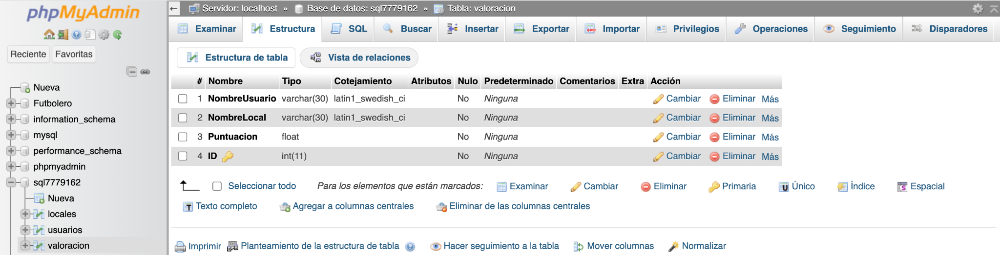 phpMyAdmin
Reciente Favoritas
Nueva
Futbolero
information_schema
mysql
performance_schema
phpmyadmin
sql7779162
Nueva
locales
usuarios
valoracion
Servidor: localhost » Base de datos: sql7779162 » Tabla: valoracion
Examinar Estructura SQL Buscar Insertar Exportar Importar Privilegios Operaciones Seguimiento Disparadores
Estructura de tabla Vista de relaciones
# Nombre Tipo Cotejamiento Atributos Nulo Predeterminado Comentarios Extra Acción
1 NombreUsuario varchar(30) latin1_swedish_ci No Ninguna Cambiar Eliminar Más
2 NombreLocal varchar(30) latin1_swedish_ci No Ninguna Cambiar Eliminar Más
3 Puntuacion float No Ninguna Cambiar Eliminar Más
4 ID int(11) No Ninguna Cambiar Eliminar Más
Seleccionar todo Para los elementos que están marcados: Examinar Cambiar Eliminar Primaria Único Índice Espacial
Texto completo Agregar a columnas centrales Eliminar de las columnas centrales
Imprimir Planteamiento de la estructura de tabla Hacer seguimiento a la tabla Mover columnas Normalizar